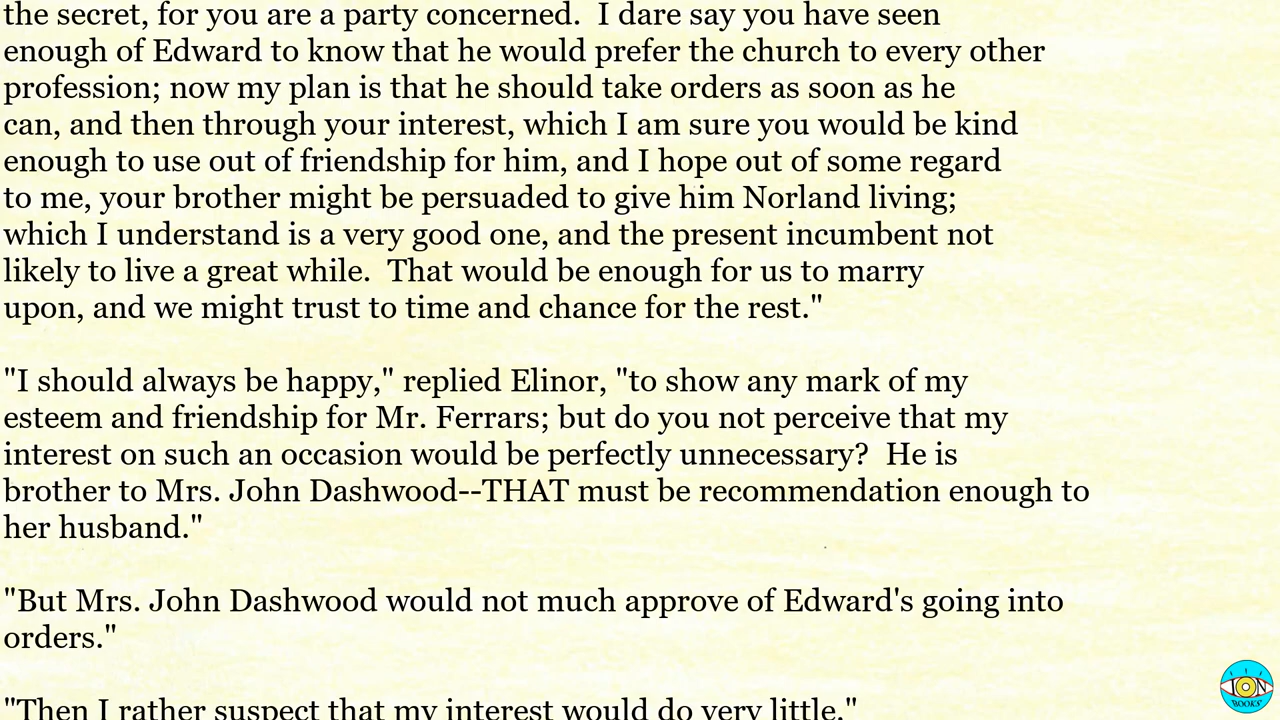 the secret, for you are a party concerned.  I dare say you have seen
enough of Edward to know that he would prefer the church to every other
profession; now my plan is that he should take orders as soon as he
can, and then through your interest, which I am sure you would be kind
enough to use out of friendship for him, and I hope out of some regard
to me, your brother might be persuaded to give him Norland living;
which I understand is a very good one, and the present incumbent not
likely to live a great while.  That would be enough for us to marry
upon, and we might trust to time and chance for the rest."
"I should always be happy," replied Elinor, "to show any mark of my
esteem and friendship for Mr. Ferrars; but do you not perceive that my
interest on such an occasion would be perfectly unnecessary?  He is
brother to Mrs. John Dashwood--THAT must be recommendation enough to
her husband."
"But Mrs. John Dashwood would not much approve of Edward's going into
orders."
"Then I rather suspect that my interest would do very little."
ION
BOOKS